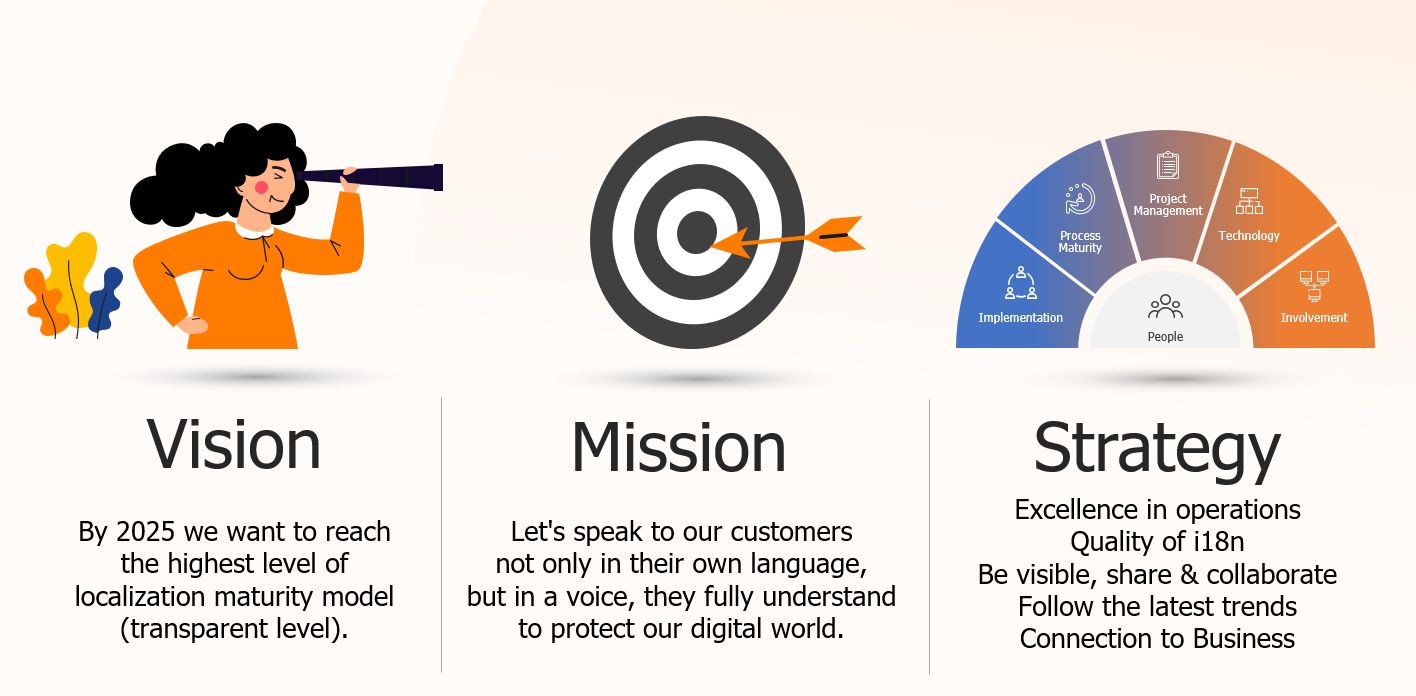 Implementation
Process
Maturity
Project
Management
Technology
Involvement
People
Vision
By 2025 we want to reach
the highest level of
localization maturity model
(transparent level).
Mission
Let's speak to our customers
not only in their own language,
but in a voice, they fully understand
to protect our digital world.
Strategy
Excellence in operations
Quality of i18n
Be visible, share & collaborate
Follow the latest trends
Connection to Business